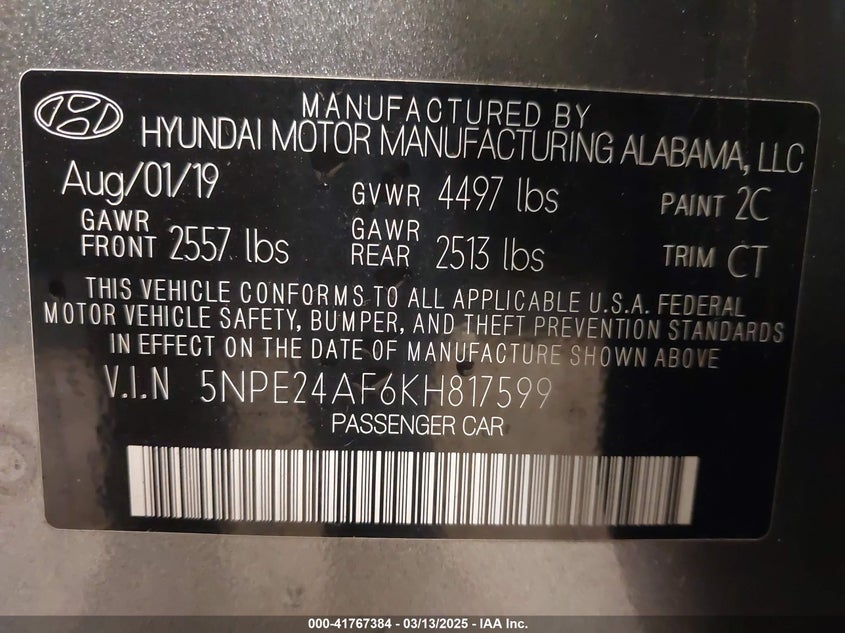 MANUFACTURED BY
HYUNDAI MOTOR MANUFACTURING ALABAMA, LLC
Aug/01/19 GVWR 4497 lbs PAINT 2C
GAWR FRONT 2557 lbs GAWR REAR 2513 lbs TRIM CT
THIS VEHICLE CONFORMS TO ALL APPLICABLE U.S.A. FEDERAL
MOTOR VEHICLE SAFETY, BUMPER, AND THEFT PREVENTION STANDARDS
IN EFFECT ON THE DATE OF MANUFACTURE SHOWN ABOVE
V.I.N 5NPE24AF6KH817599
PASSENGER CAR
000-41767384 - 03/13/2025 - IAA Inc.